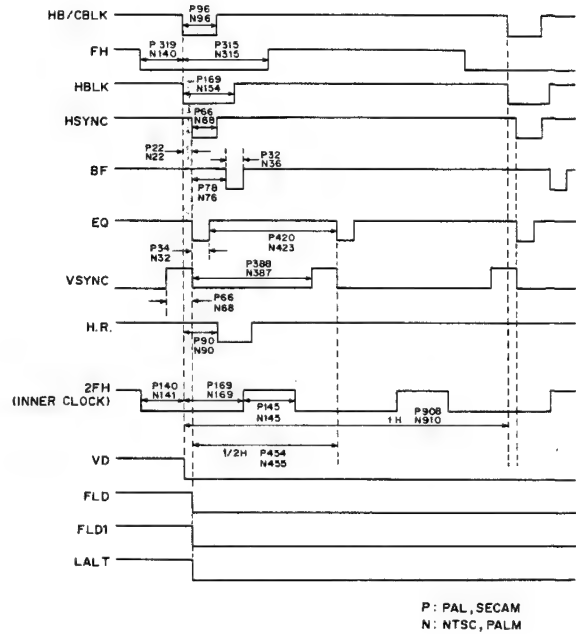 HB/CBLK
P96
N96
FH
P 319
N140
P315
N315
HBLK
P169
N154
HSYNC
P66
N68
P22
N22
BF
P32
N36
P78
N76
EQ
P420
N423
P34
N32
VSYNC
P388
N387
P66
N68
H.R.
P90
N90
2FH
(INNER CLOCK)
P140
N141
P169
N169
P145
N145
P908
N910
1H
VD
1/2H
P454
N455
FLD
FLD1
LALT
P: PAL, SECAM
N: NTSC, PALM